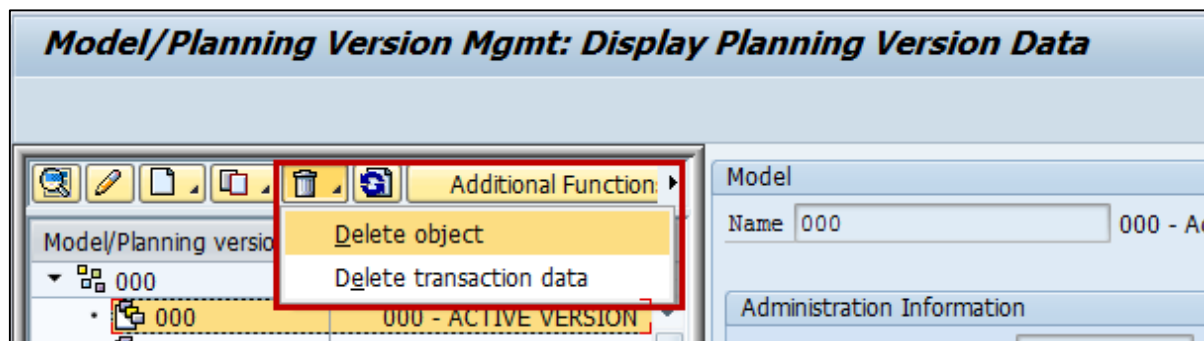 Model/Planning Version Mgmt: Display Planning Version Data
Additional Function
Delete object
Delete transaction data
Model/Planning versio
000
000 000 - ACTIVE VERSION
Model
Name 000 000 - A
Administration Information